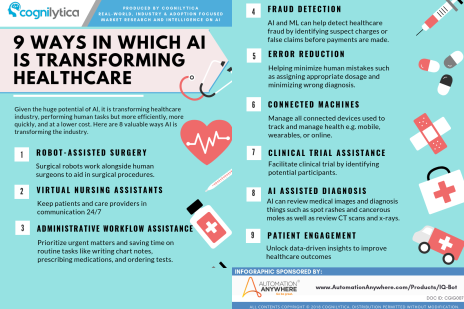 cognilytica
PRODUCED BY COGNILYTICA
REAL-WORLD, INDUSTRY & ADOPTION FOCUSED
MARKET RESEARCH AND INTELLIGENCE ON AI
9 WAYS IN WHICH AI
IS TRANSFORMING
HEALTHCARE
Given the huge potential of AI, it is transforming healthcare
industry, performing human tasks but more efficiently, more
quickly, and at a lower cost. Here are 8 valuable ways AI is
transforming the industry.
1 ROBOT-ASSISTED SURGERY
Surgical robots work alongside human
surgeons to aid in surgical procedures.
2 VIRTUAL NURSING ASSISTANTS
Keep patients and care providers in
communication 24/7
3 ADMINISTRATIVE WORKFLOW ASSISTANCE
Prioritize urgent matters and saving time on
routine tasks like writing chart notes,
prescribing medications, and ordering tests.
4 FRAUD DETECTION
AI and ML can help detect healthcare
fraud by identifying suspect charges or
false claims before payments are made.
5 ERROR REDUCTION
Helping minimize human mistakes such
as assigning appropriate dosage and
minimizing wrong diagnosis.
6 CONNECTED MACHINES
Manage all connected devices used to
track and manage health e.g. mobile,
wearables, or online.
7 CLINICAL TRIAL ASSISTANCE
Facilitate clinical trial by identifying
potential participants.
8 AI ASSISTED DIAGNOSIS
AI can review medical images and diagnosis
things such as spot rashes and cancerous
moles as well as review CT scans and x-rays.
9 PATIENT ENGAGEMENT
Unlock data-driven insights to improve
healthcare outcomes
INFOGRAPHIC SPONSORED BY:
AUTOMATION
ANYWHERE
www.AutomationAnywhere.com/Products/IQ-Bot
ALL CONTENTS COPYRIGHT © 2019 COGNILYTICA. DISTRIBUTION PERMITTED WITHOUT MODIFICATION